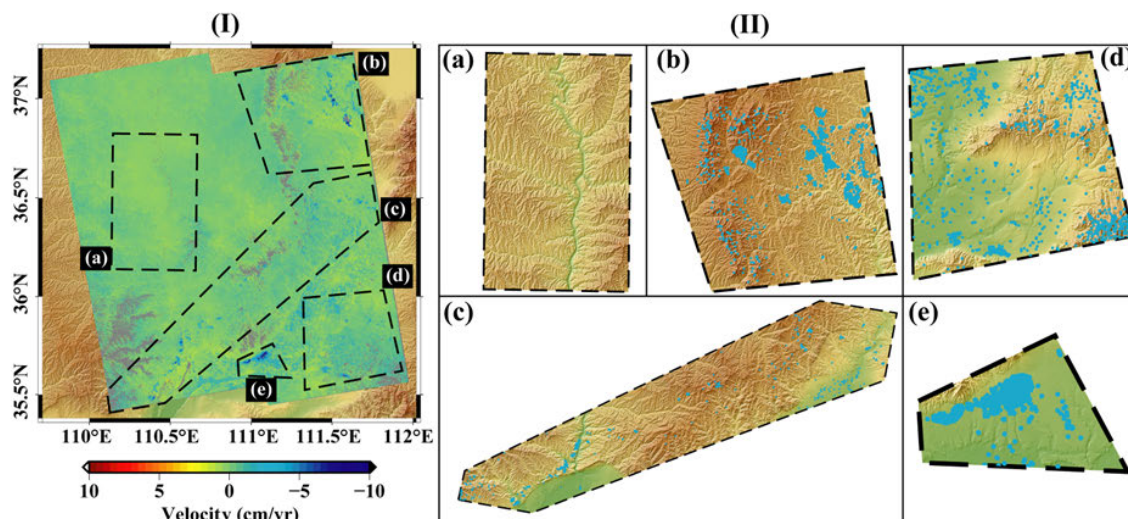 (I)
(II)
37°N
36.5°N
36°N
35.5°N
110°E 110.5°E 111°E 111.5°E 112°E
(a)
(b)
(c)
(d)
(e)
10 5 0 −5 −10
Velocity (cm/yr)
(a)
(b)
(d)
(c)
(e)